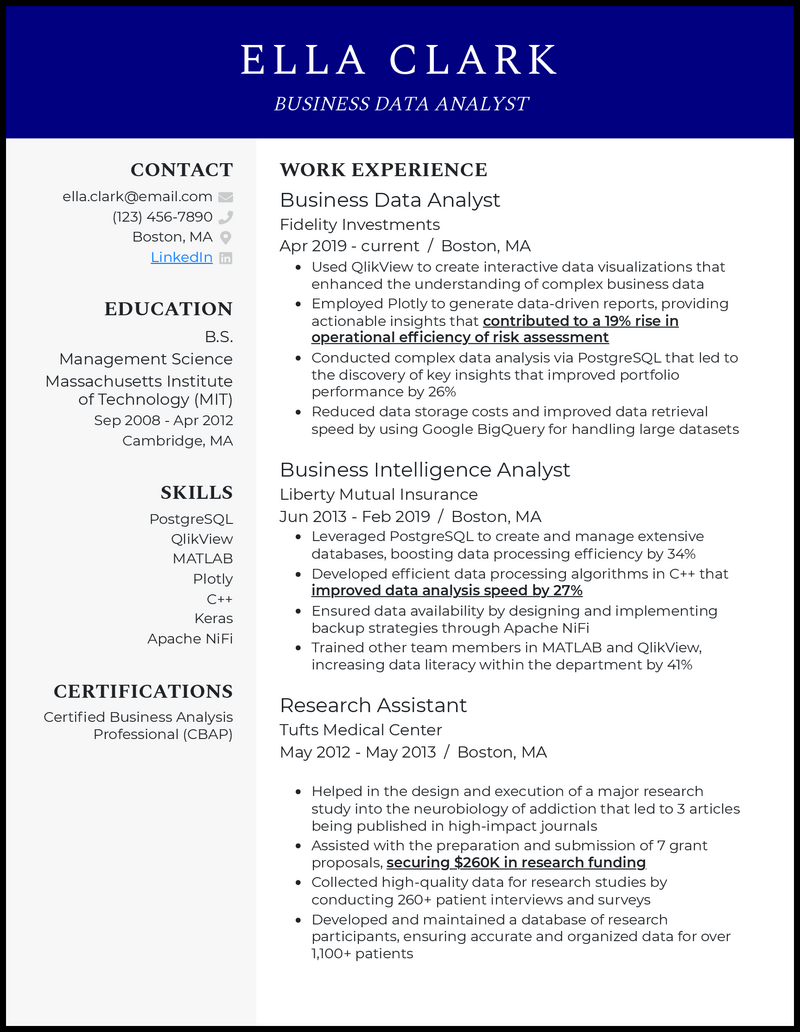 ELLA CLARK
BUSINESS DATA ANALYST
CONTACT
ella.clark@email.com
(123) 456-7890
Boston, MA
LinkedIn
EDUCATION
B.S.
Management Science
Massachusetts Institute
of Technology (MIT)
Sep 2008 - Apr 2012
Cambridge, MA
SKILLS
PostgreSQL
QlikView
MATLAB
Plotly
C++
Keras
Apache NiFi
CERTIFICATIONS
Certified Business Analysis
Professional (CBAP)
WORK EXPERIENCE
Business Data Analyst
Fidelity Investments
Apr 2019 - current / Boston, MA
• Used QlikView to create interactive data visualizations that
enhanced the understanding of complex business data
• Employed Plotly to generate data-driven reports, providing
actionable insights that contributed to a 19% rise in
operational efficiency of risk assessment
• Conducted complex data analysis via PostgreSQL that led to
the discovery of key insights that improved portfolio
performance by 26%
• Reduced data storage costs and improved data retrieval
speed by using Google BigQuery for handling large datasets
Business Intelligence Analyst
Liberty Mutual Insurance
Jun 2013 - Feb 2019 / Boston, MA
• Leveraged PostgreSQL to create and manage extensive
databases, boosting data processing efficiency by 34%
• Developed efficient data processing algorithms in C++ that
improved data analysis speed by 27%
• Ensured data availability by designing and implementing
backup strategies through Apache NiFi
• Trained other team members in MATLAB and QlikView,
increasing data literacy within the department by 41%
Research Assistant
Tufts Medical Center
May 2012 - May 2013 / Boston, MA
• Helped in the design and execution of a major research
study into the neurobiology of addiction that led to 3 articles
being published in high-impact journals
• Assisted with the preparation and submission of 7 grant
proposals, securing $260K in research funding
• Collected high-quality data for research studies by
conducting 260+ patient interviews and surveys
• Developed and maintained a database of research
participants, ensuring accurate and organized data for over
1,100+ patients